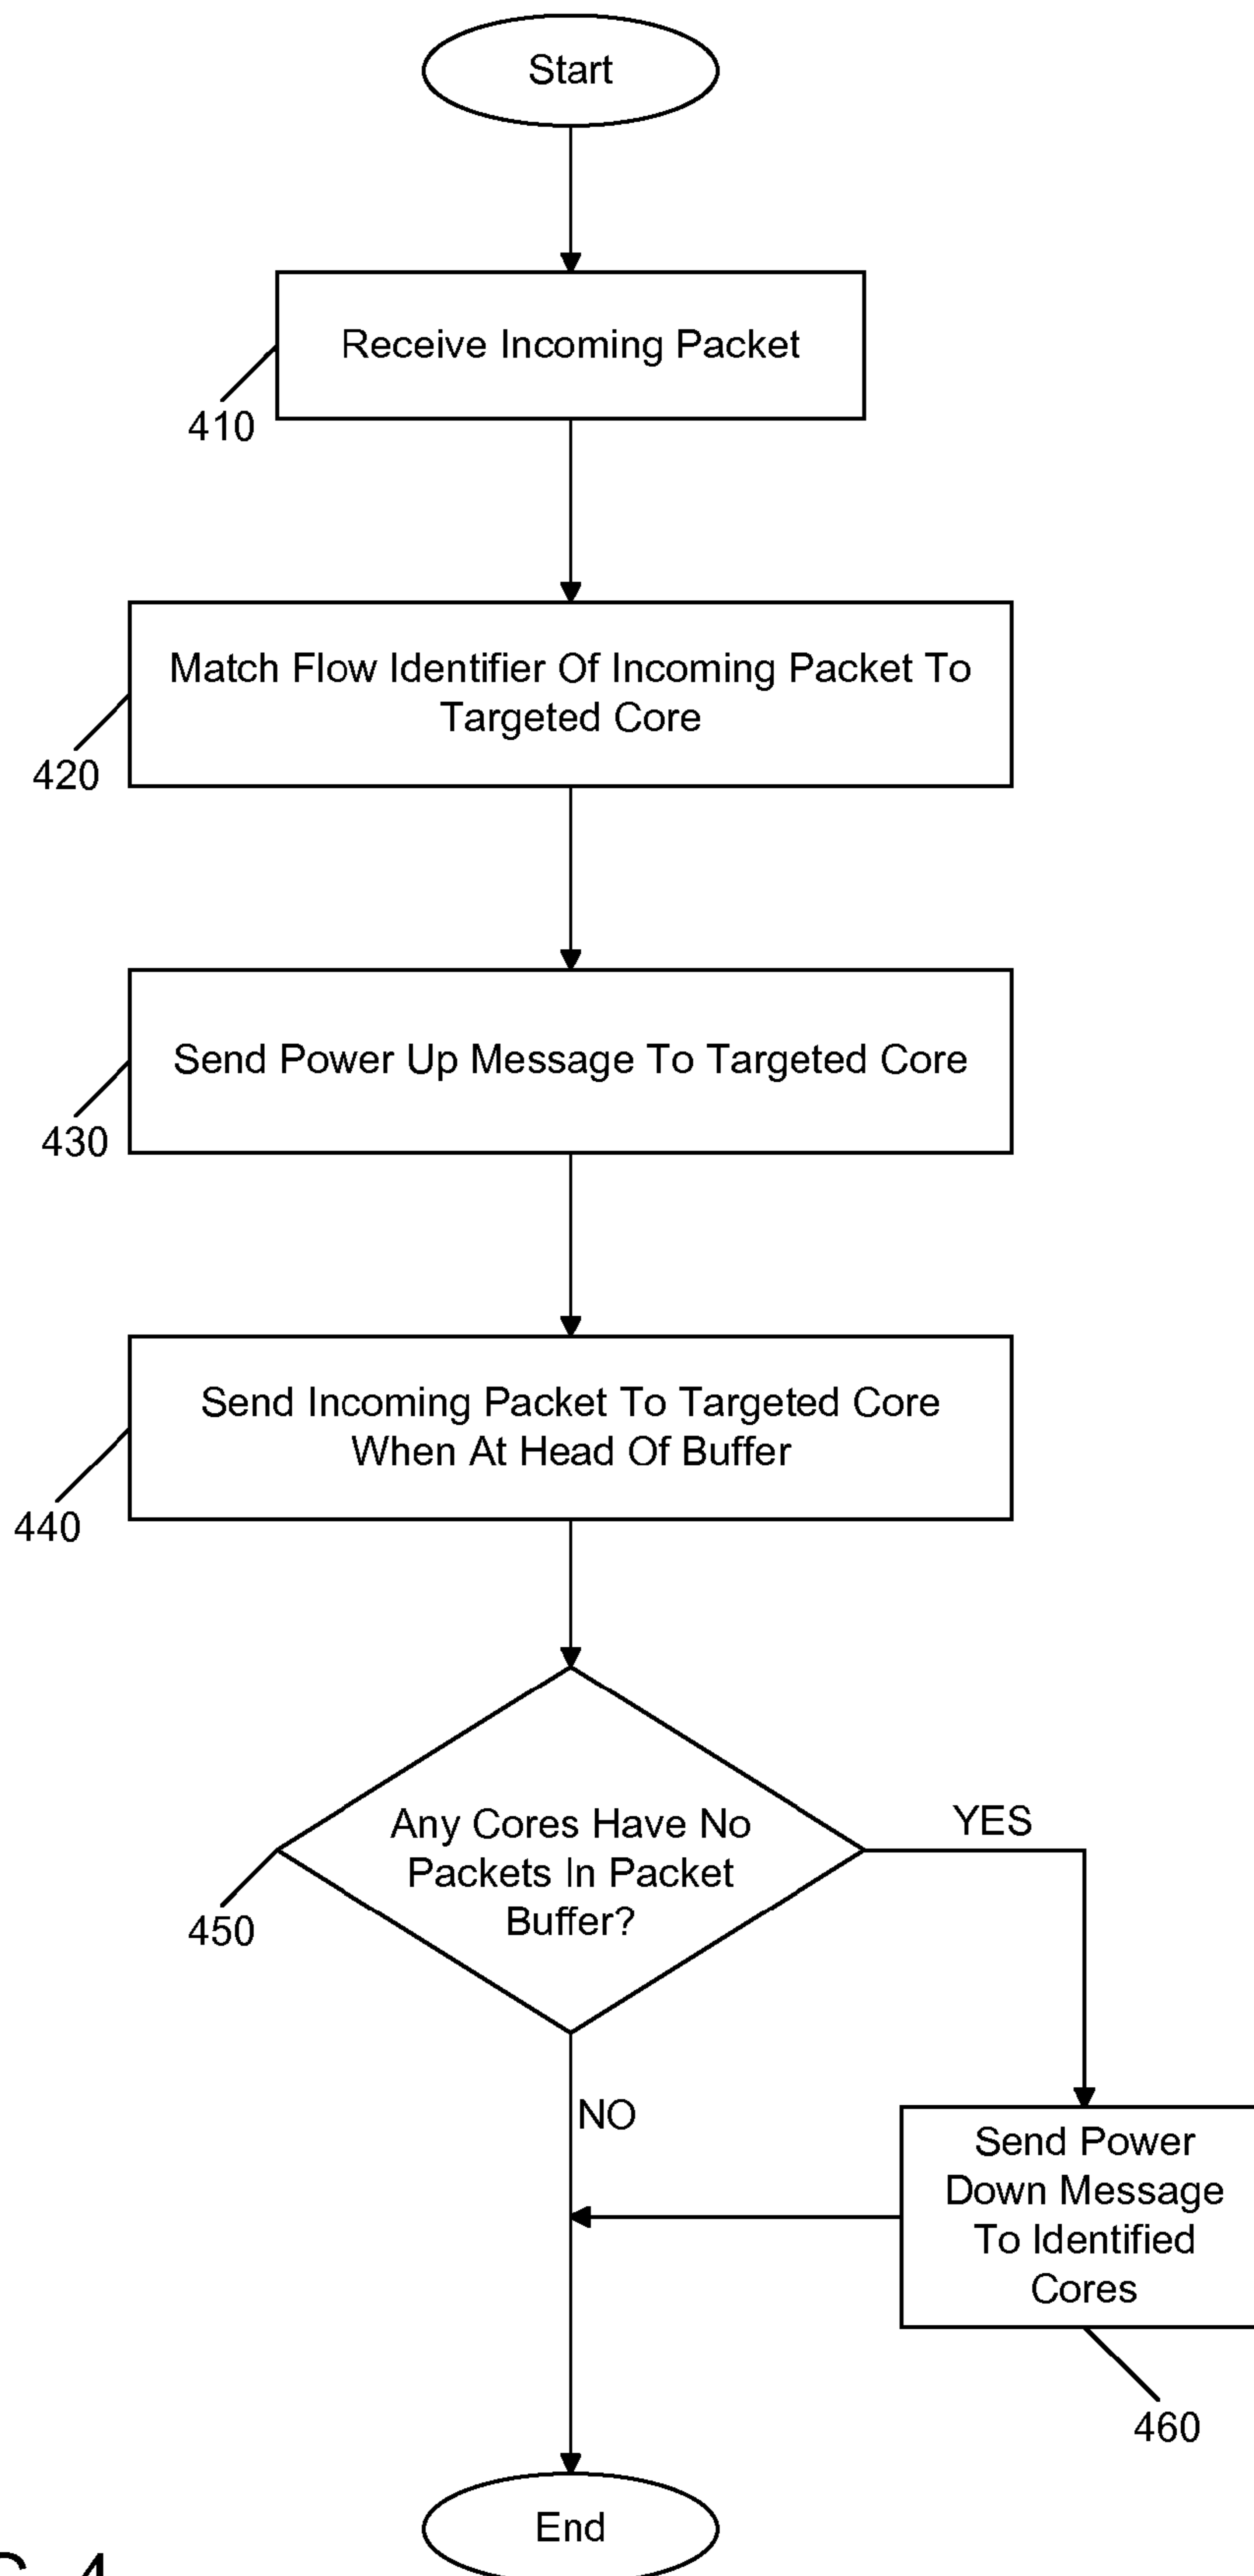 Start
Receive Incoming Packet
410
Match Flow Identifier Of Incoming Packet To
Targeted Core
420
Send Power Up Message To Targeted Core
430
Send Incoming Packet To Targeted Core
When At Head Of Buffer
440
Any Cores Have No
Packets In Packet
Buffer?
YES
450
NO
Send Power
Down Message
To Identified
Cores
460
End